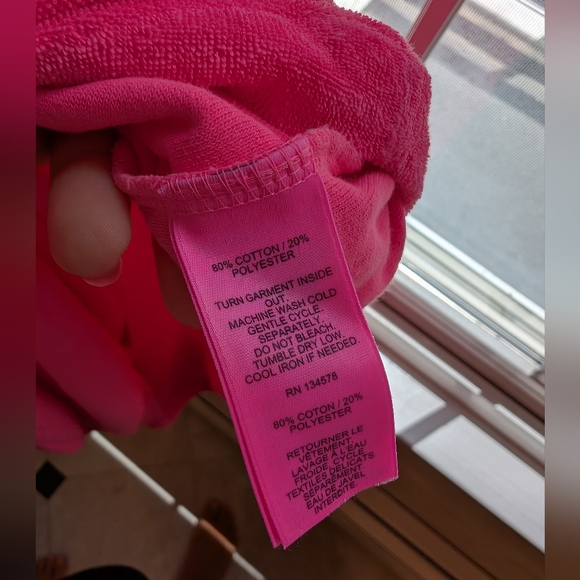 80% COTTON / 20%
POLYESTER
TURN GARMENT INSIDE
OUT.
MACHINE WASH COLD
GENTLE CYCLE.
SEPARATELY.
DO NOT BLEACH.
TUMBLE DRY LOW.
COOL IRON IF NEEDED.
RN 134578
80% COTON / 20%
POLYESTER
RETOURNER LE
VÊTEMENT.
LAVAGE À L'EAU
FROIDE CYCLE
TEXTILES DÉLICATS.
SÉPARÉMENT
EAU DE JAVEL
INTERDITE.